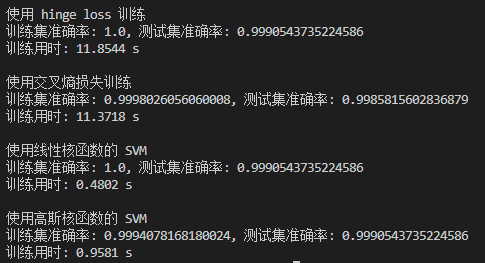 使用 hinge loss 训练
训练集准确率: 1.0, 测试集准确率: 0.9990543735224586
训练用时: 11.8544 s
使用交叉熵损失训练
训练集准确率: 0.9998026056060008, 测试集准确率: 0.9985815602836879
训练用时: 11.3718 s
使用线性核函数的 SVM
训练集准确率: 1.0, 测试集准确率: 0.9990543735224586
训练用时: 0.4802 s
使用高斯核函数的 SVM
训练集准确率: 0.9994078168180024, 测试集准确率: 0.9990543735224586
训练用时: 0.9581 s